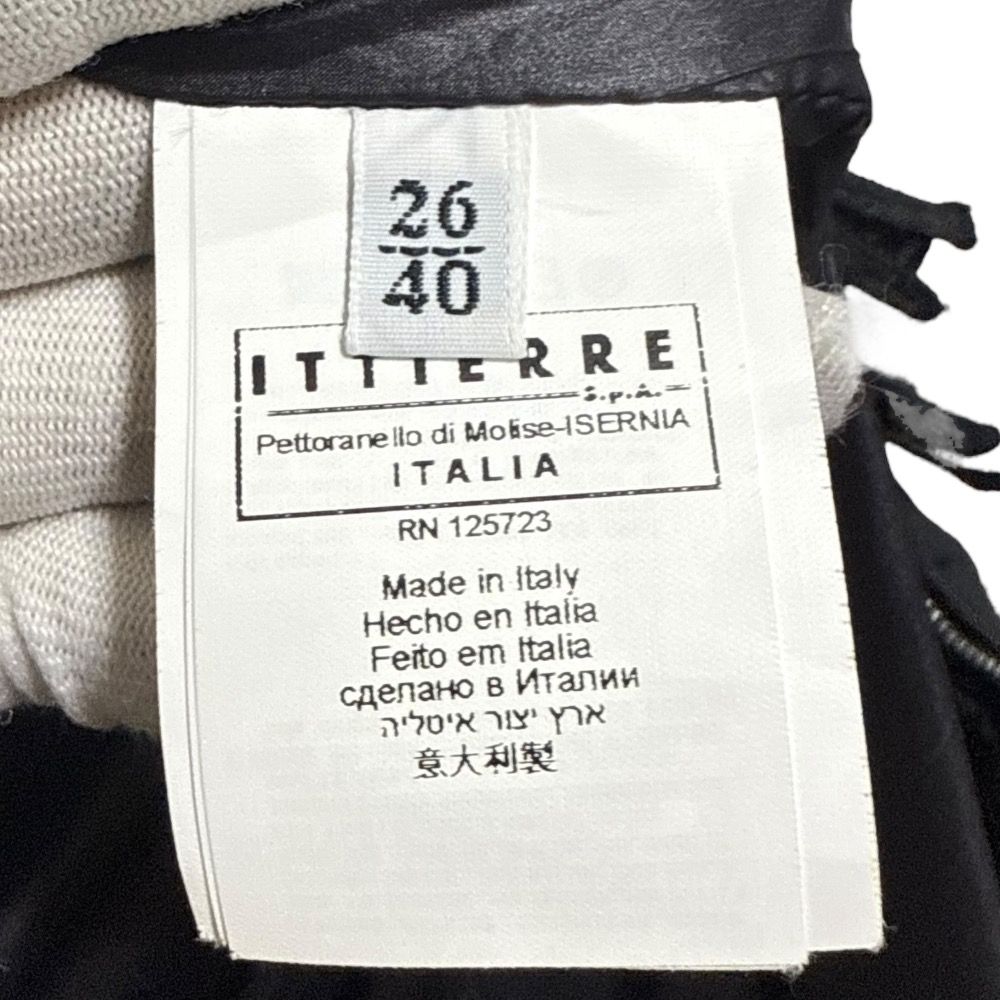 26
40
ITTIERRE
S.p.A.
Pettoranello di Molise-ISERNIA
ITALIA
RN 125723
Made in Italy
Hecho en Italia
Feito em Italia
сделано в Италии
ארץ יצור איטליה
意大利製